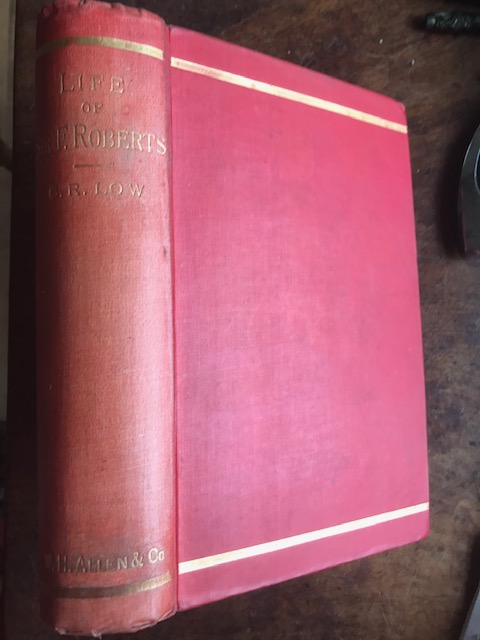 LIFE
OF
F. ROBERTS
R. LOW
H. ALLEN & Co